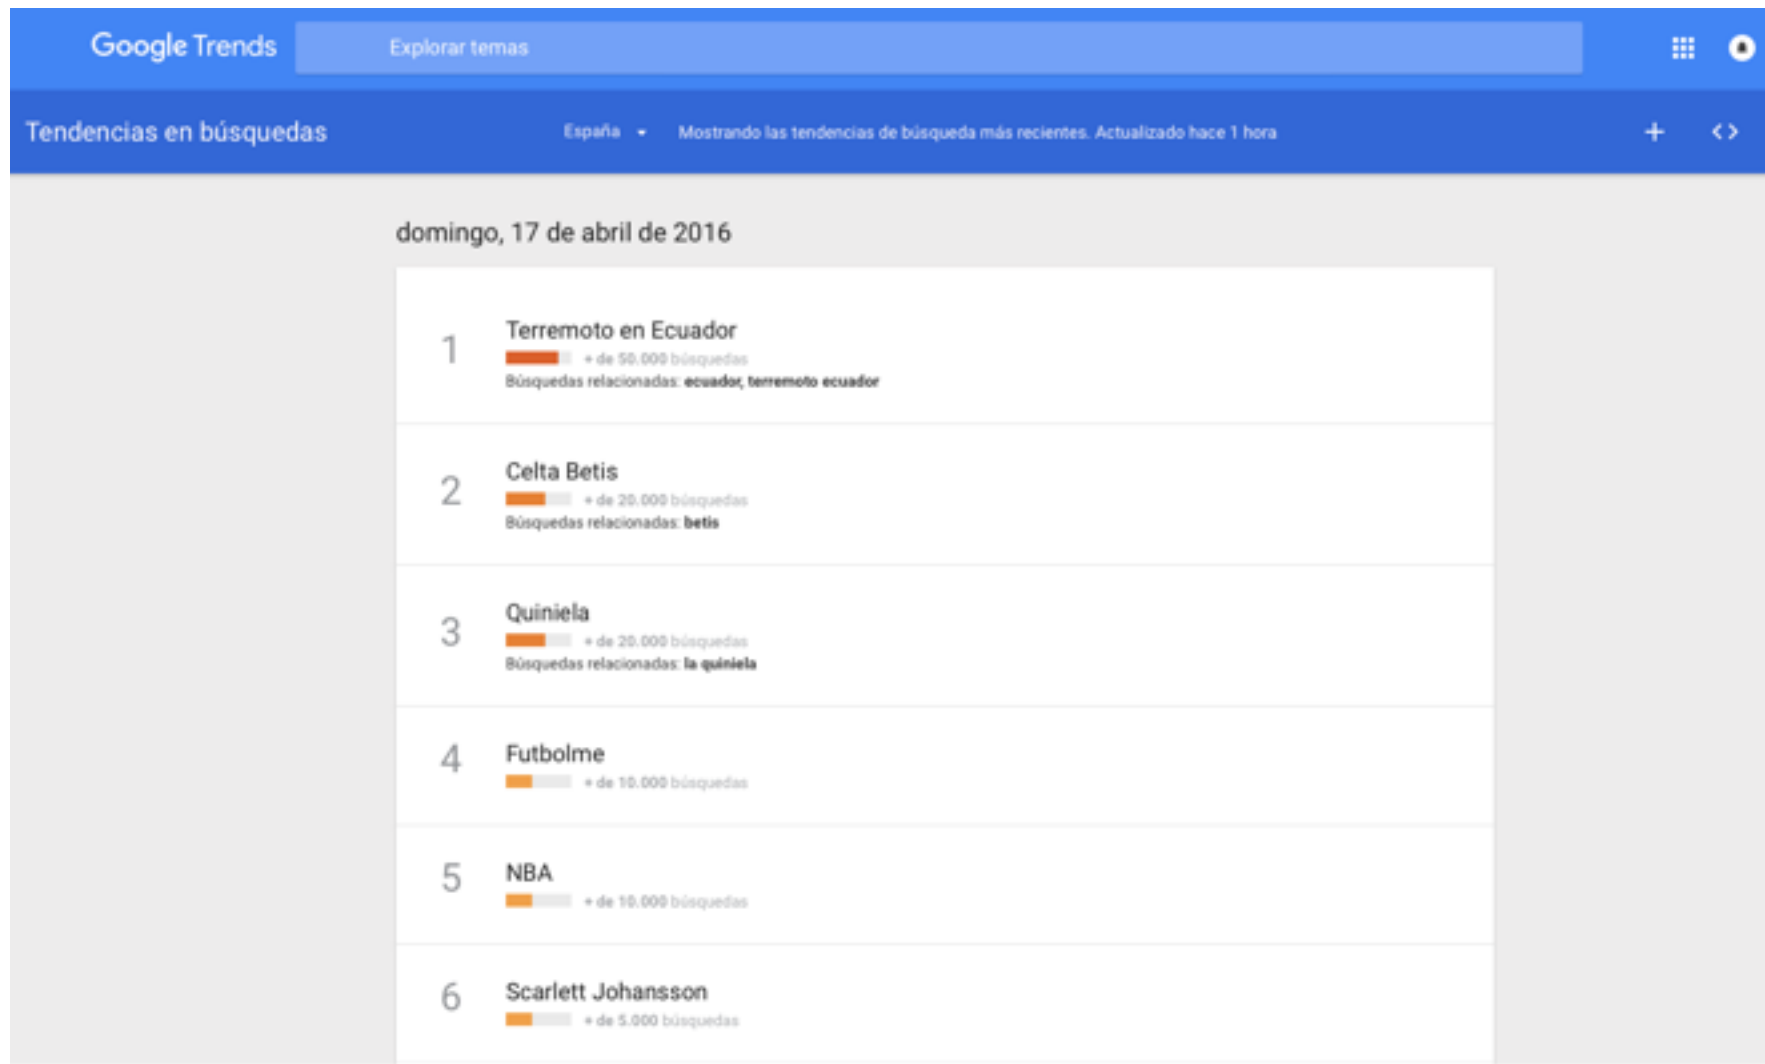 Google Trends
Explorar temas
Tendencias en búsquedas
España
Mostrando las tendencias de búsqueda más recientes. Actualizado hace 1 hora
domingo, 17 de abril de 2016
1
Terremoto en Ecuador
+ de 50.000 búsquedas
Búsquedas relacionadas: ecuador, terremoto ecuador
2
Celta Betis
+ de 20.000 búsquedas
Búsquedas relacionadas: betis
3
Quiniela
+ de 20.000 búsquedas
Búsquedas relacionadas: la quiniela
4
Futbolme
+ de 10.000 búsquedas
5
NBA
+ de 10.000 búsquedas
6
Scarlett Johansson
+ de 5.000 búsquedas